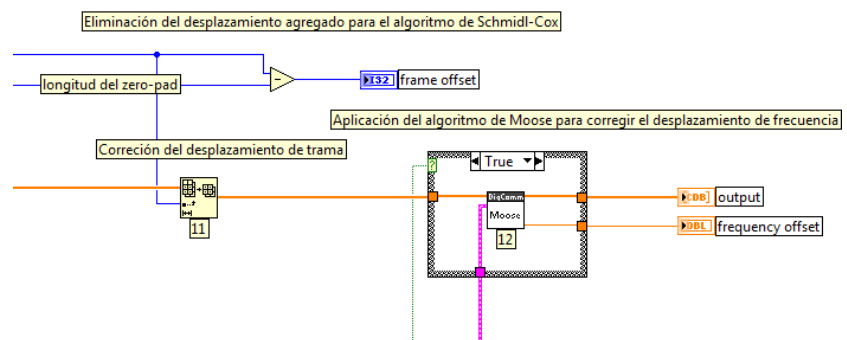 Eliminación del desplazamiento agregado para el algoritmo de Schmidl-Cox
longitud del zero-pad
I32
frame offset
Aplicación del algoritmo de Moose para corregir el desplazamiento de frecuencia
Correción del desplazamiento de trama
?
True
11
DigComm
Moose
12
CDB
output
DBL
frequency offset